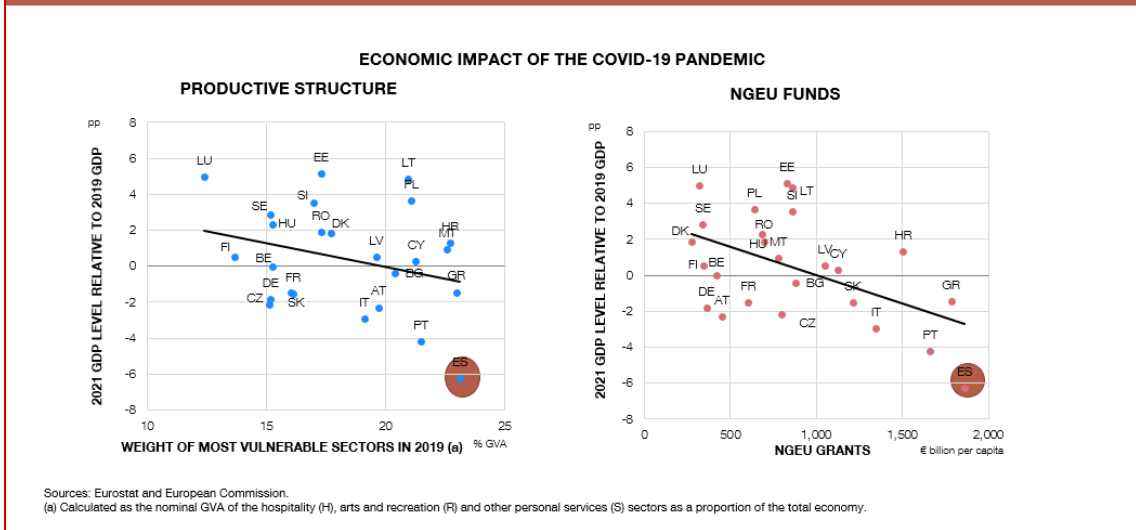 ECONOMIC IMPACT OF THE COVID-19 PANDEMIC
PRODUCTIVE STRUCTURE
pp
2021 GDP LEVEL RELATIVE TO 2019 GDP
8
6
4
2
0
-2
-4
-6
-8
LU
EE
LT
PL
SI
SE
HU
RO
DK
HR
MT
FI
BE
LV
CY
BG
GR
DE
FR
CZ
SK
AT
IT
PT
ES
10
15
20
25
WEIGHT OF MOST VULNERABLE SECTORS IN 2019 (a)
% GVA
NGEU FUNDS
pp
2021 GDP LEVEL RELATIVE TO 2019 GDP
8
6
4
2
0
-2
-4
-6
-8
LU
EE
PL
SI
LT
SE
DK
RO
HU
MT
HR
FI
BE
LV
CY
BG
DE
AT
FR
SK
GR
CZ
IT
PT
ES
0
500
1,000
1,500
2,000
NGEU GRANTS
€ billion per capita
Sources: Eurostat and European Commission.
(a) Calculated as the nominal GVA of the hospitality (H), arts and recreation (R) and other personal services (S) sectors as a proportion of the total economy.